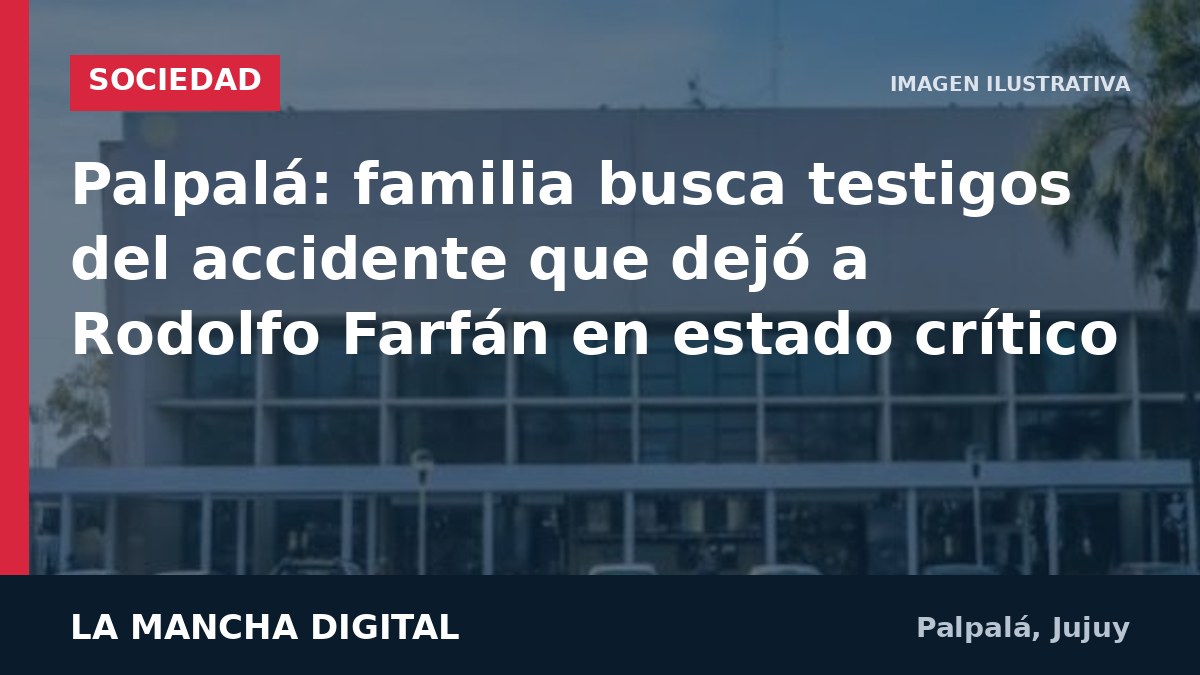 SOCIEDAD
IMAGEN ILUSTRATIVA
Palpalá: familia busca testigos
del accidente que dejó a
Rodolfo Farfán en estado crítico
LA MANCHA DIGITAL
Palpalá, Jujuy